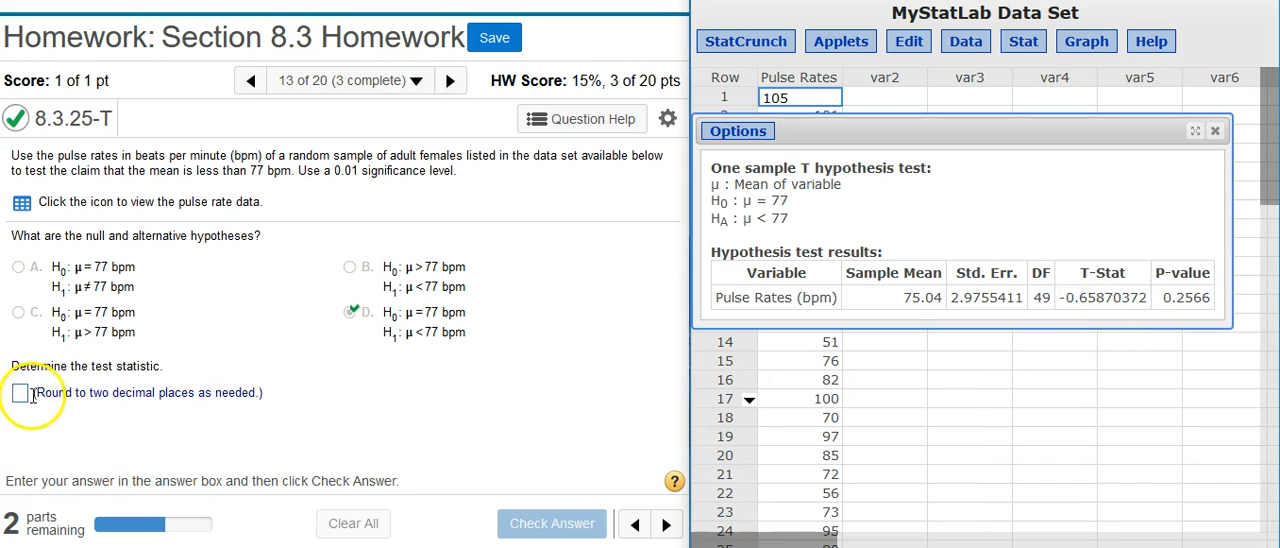 Homework: Section 8.3 Homework Save
Score: 1 of 1 pt 13 of 20 (3 complete) HW Score: 15%, 3 of 20 pts
8.3.25-T Question Help
Use the pulse rates in beats per minute (bpm) of a random sample of adult females listed in the data set available below
to test the claim that the mean is less than 77 bpm. Use a 0.01 significance level.
Click the icon to view the pulse rate data.
What are the null and alternative hypotheses?
A. H0: μ = 77 bpm
H1: μ ≠ 77 bpm
B. H0: μ > 77 bpm
H1: μ < 77 bpm
C. H0: μ = 77 bpm
H1: μ > 77 bpm
D. H0: μ = 77 bpm
H1: μ < 77 bpm
Determine the test statistic.
(Round to two decimal places as needed.)
Enter your answer in the answer box and then click Check Answer.
?
2 parts
remaining
Clear All Check Answer
MyStatLab Data Set
StatCrunch Applets Edit Data Stat Graph Help
Row Pulse Rates var2 var3 var4 var5 var6
1 105
Options
One sample T hypothesis test:
μ : Mean of variable
H0 : μ = 77
HA : μ < 77
Hypothesis test results:
Variable Sample Mean Std. Err. DF T-Stat P-value
Pulse Rates (bpm) 75.04 2.9755411 49 -0.65870372 0.2566
14 51
15 76
16 82
17 100
18 70
19 97
20 85
21 72
22 56
23 73
24 95